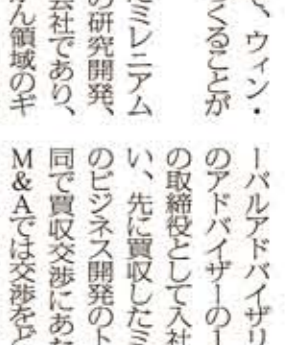 、ウィン・
くることが
たミレニアム
の研究開発、
会社であり、
ん領域のギ
ーバルアドバイザリ
のアドバイザーの1
の取締役として入社
い、先に買収したミ
のビジネス開発のト
同で買収交渉にあた
M&Aでは交渉をど